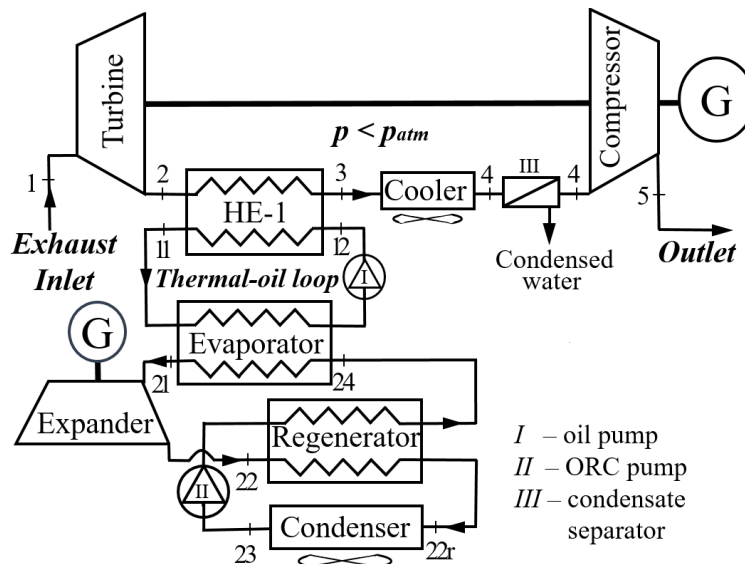 Turbine
Compressor
G
p < patm
1
2
3
4
III
4
5
HE-1
Cooler
11
12
Exhaust
Inlet
Thermal-oil loop
I
Condensed
water
Outlet
G
Evaporator
21
24
Expander
Regenerator
22
II
Condenser
23
22r
I – oil pump
II – ORC pump
III – condensate
separator